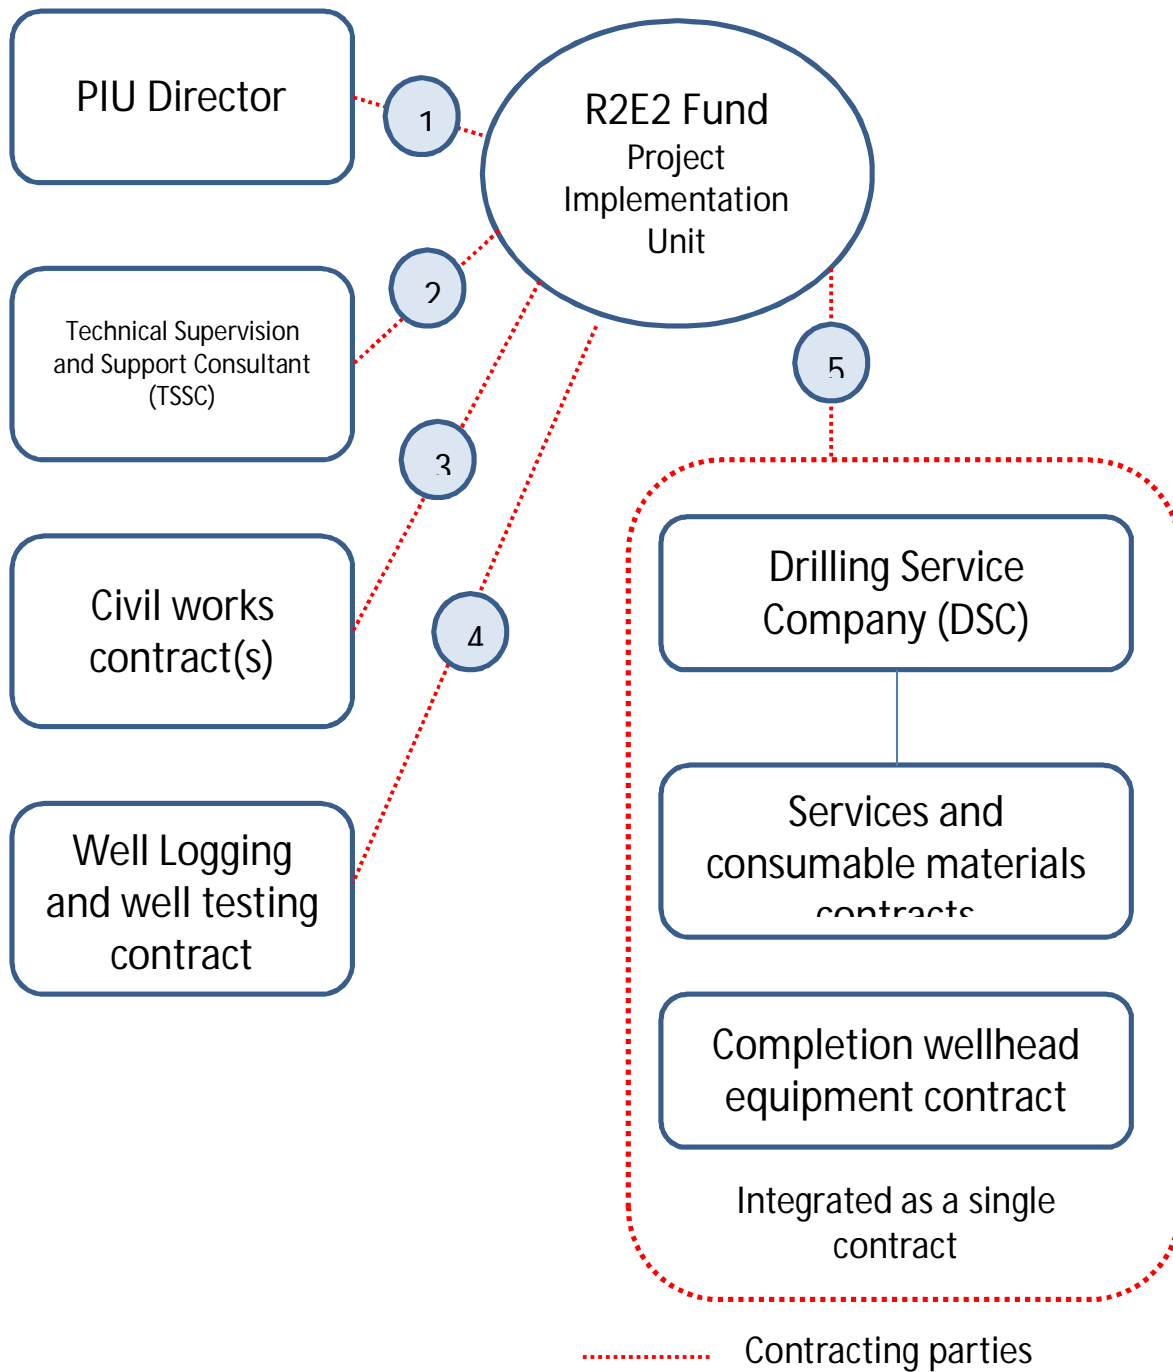 PIU Director
1
R2E2 Fund
Project
Implementation
Unit
2
Technical Supervision
and Support Consultant
(TSSC)
5
3
Civil works
contract(s)
4
Drilling Service
Company (DSC)
Well Logging
and well testing
contract
Services and
consumable materials
contracts
Completion wellhead
equipment contract
Integrated as a single
contract
Contracting parties